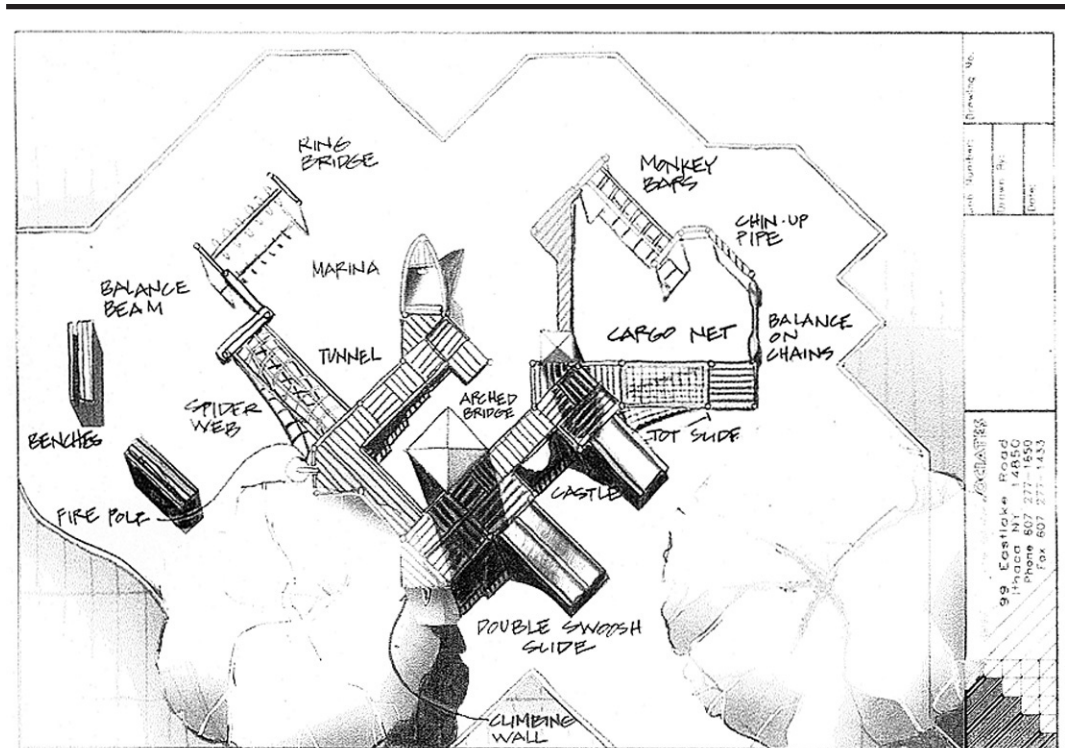 RING
BRIDGE
MONKEY
BARS
CHIN-UP
PIPE
MARINA
BALANCE
BEAM
CARGO NET
BALANCE
ON
CHAINS
TUNNEL
ARCHED
BRIDGE
SPIDER
WEB
BENCHES
TOT SLIDE
CASTLE
FIRE POLE
DOUBLE SWOOSH
SLIDE
CLIMBING
WALL
Drawing No.
Job Number:
Drawn By:
Date:
99 Eastlake Road
Ithaca NY 14850
Phone 607 277-1650
Fax 607 277-1433